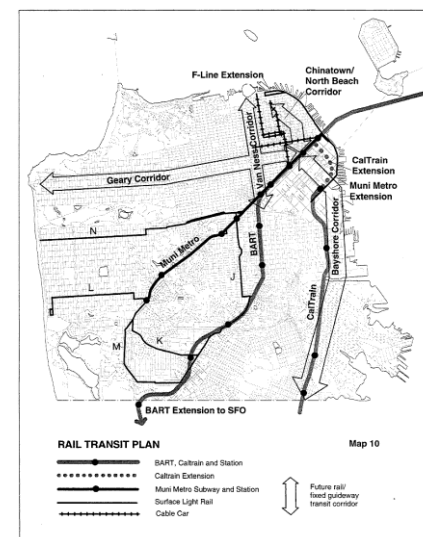 F-Line Extension
Chinatown/
North Beach
Corridor
Van Ness Corridor
CalTrain
Extension
Muni Metro
Extension
Geary Corridor
Bayshore Corridor
N
Muni Metro
BART
J
L
CalTrain
K
M
BART Extension to SFO
RAIL TRANSIT PLAN
Map 10
BART, Caltrain and Station
Caltrain Extension
Muni Metro Subway and Station
Surface Light Rail
Cable Car
Future rail/
fixed guideway
transit corridor